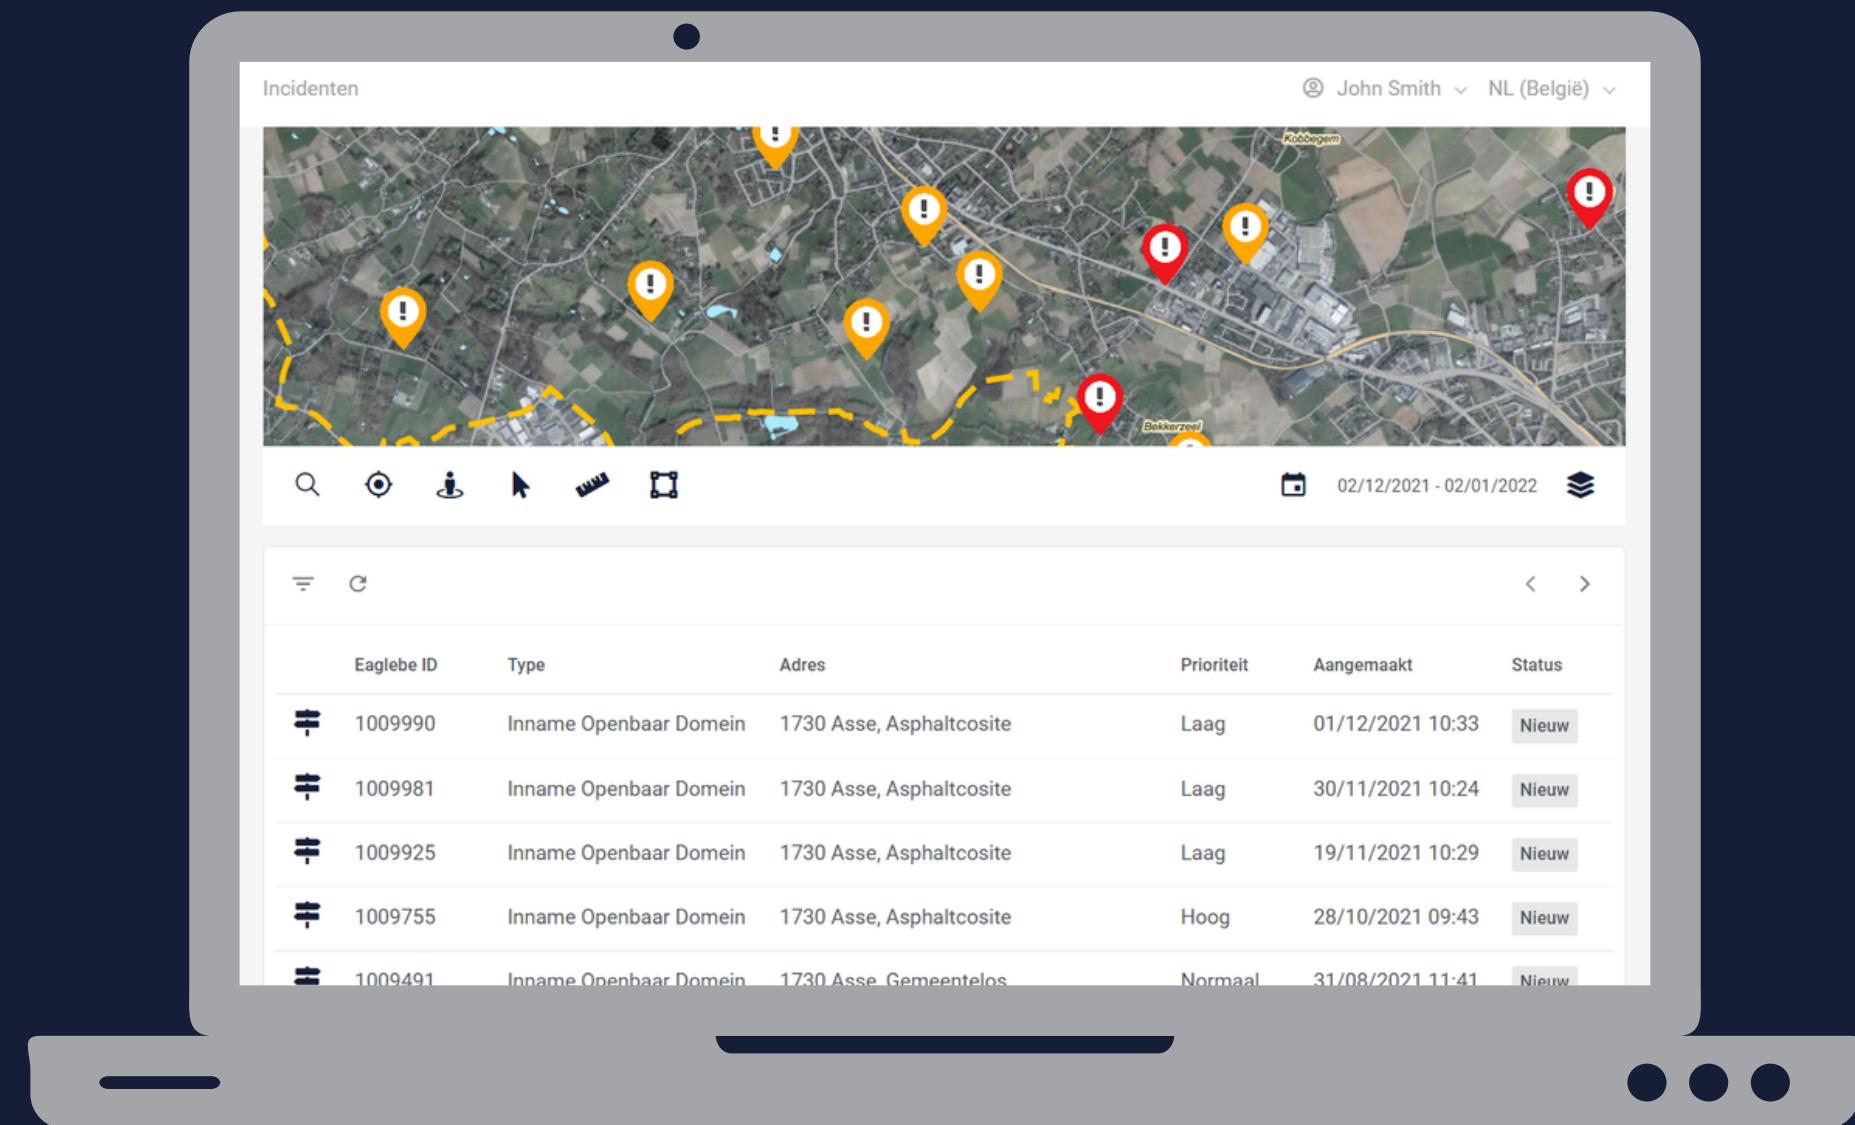 Incidenten
John Smith NL (België)
Kobbegem
Bekkerzeel
02/12/2021 - 02/01/2022
Eaglebe ID Type Adres Prioriteit Aangemaakt Status
1009990 Inname Openbaar Domein 1730 Asse, Asphaltcosite Laag 01/12/2021 10:33 Nieuw
1009981 Inname Openbaar Domein 1730 Asse, Asphaltcosite Laag 30/11/2021 10:24 Nieuw
1009925 Inname Openbaar Domein 1730 Asse, Asphaltcosite Laag 19/11/2021 10:29 Nieuw
1009755 Inname Openbaar Domein 1730 Asse, Asphaltcosite Hoog 28/10/2021 09:43 Nieuw
1009491 Inname Openbaar Domein 1730 Asse, Gemeentelos Normaal 31/08/2021 11:41 Nieuw